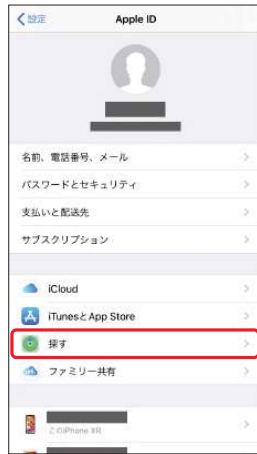 設定
Apple ID
名前、電話番号、メール
パスワードとセキュリティ
支払いと配送先
サブスクリプション
iCloud
iTunesとApp Store
探す
ファミリー共有
このiPhone XR